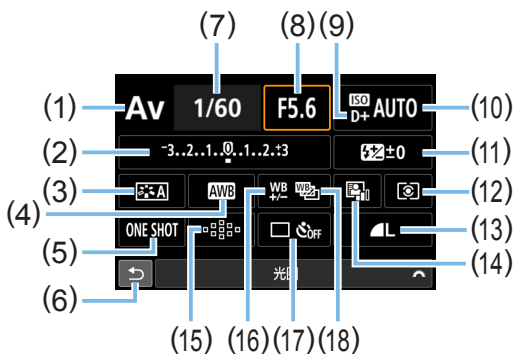 (7) (8) (9)
(1) Av 1/60 F5.6 ISO D+ AUTO (10)
(2) -3..2..1..0..1..2..+3 ±0 (11)
(3) A AWB WB +/- WB (12)
(4)
(5) ONE SHOT OFF L (13)
(14)
(6) 光圈
(15) (16) (17) (18)